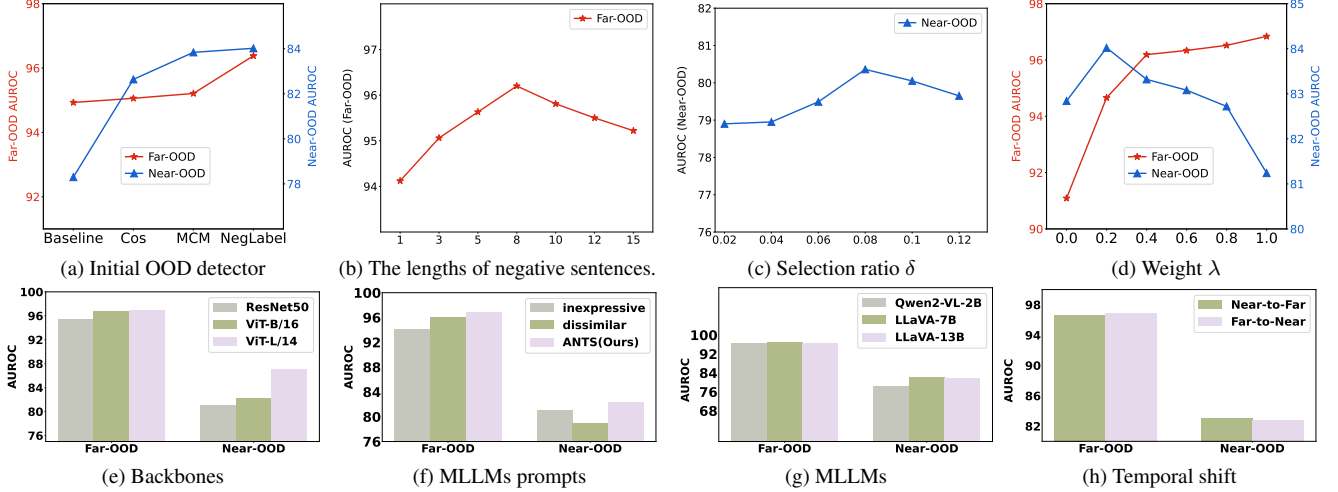 98
96
94
92
Far-OOD AUROC
84
82
80
78
Near-OOD AUROC
Far-OOD
Near-OOD
Baseline Cos MCM NegLabel
(a) Initial OOD detector
97
96
95
94
AUROC (Far-OOD)
Far-OOD
1 3 5 8 10 12 15
(b) The lengths of negative sentences.
82
81
80
79
78
77
76
AUROC (Near-OOD)
Near-OOD
0.02 0.04 0.06 0.08 0.1 0.12
(c) Selection ratio δ
98
96
94
92
90
Far-OOD AUROC
85
84
83
82
81
80
Near-OOD AUROC
Far-OOD
Near-OOD
0.0 0.2 0.4 0.6 0.8 1.0
(d) Weight λ
100
96
92
88
84
80
76
AUROC
ResNet50
ViT-B/16
ViT-L/14
Far-OOD Near-OOD
(e) Backbones
100
96
92
88
84
80
76
AUROC
inexpressive
dissimilar
ANTS(Ours)
Far-OOD Near-OOD
(f) MLLMs prompts
100
92
84
76
68
AUROC
Qwen2-VL-2B
LLaVA-7B
LLaVA-13B
Far-OOD Near-OOD
(g) MLLMs
98
94
90
86
82
AUROC
Near-to-Far
Far-to-Near
Far-OOD Near-OOD
(h) Temporal shift